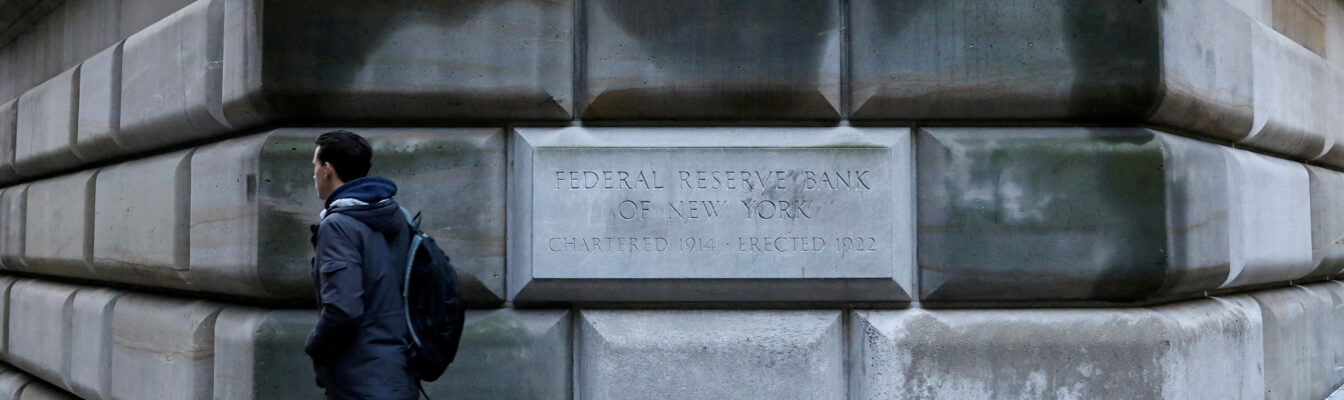 FEDERAL RESERVE BANK
OF NEW YORK
CHARTERED 1914 · ERECTED 1922